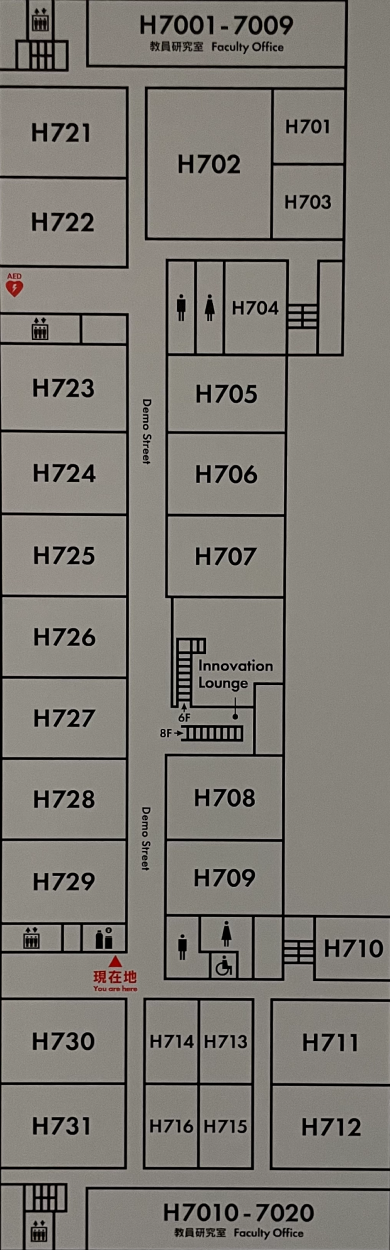 H7001-7009
教員研究室 Faculty Office
H721
H702
H701
H722
H703
AED
H704
H723
H705
Demo Street
H724
H706
H725
H707
H726
Innovation
Lounge
6F
8F
H727
H728
H708
Demo Street
H729
H709
H710
現在地
You are here
H730
H714
H713
H711
H731
H716
H715
H712
H7010-7020
教員研究室 Faculty Office